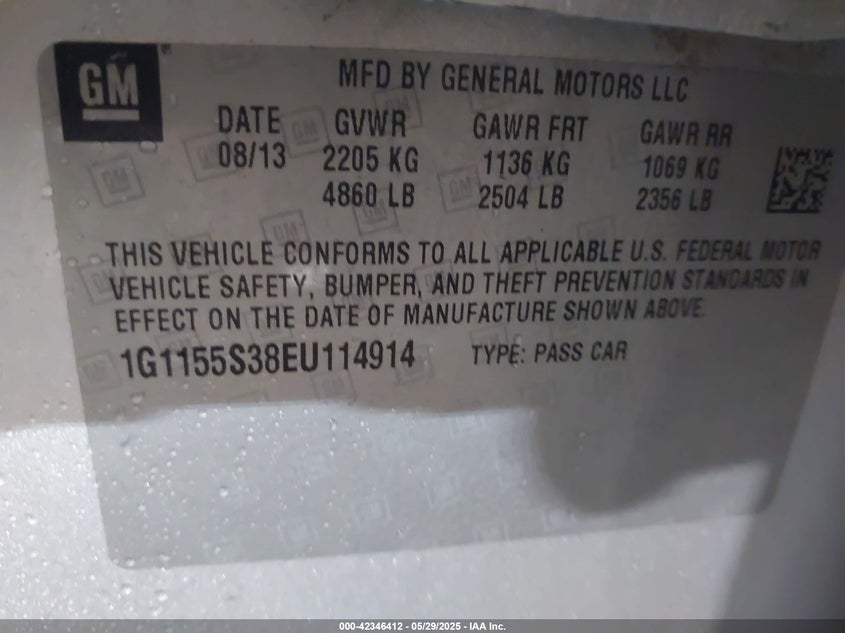 GM
MFD BY GENERAL MOTORS LLC
DATE GVWR GAWR FRT GAWR RR
08/13 2205 KG 1136 KG 1069 KG
4860 LB 2504 LB 2356 LB
THIS VEHICLE CONFORMS TO ALL APPLICABLE U.S. FEDERAL MOTOR
VEHICLE SAFETY, BUMPER, AND THEFT PREVENTION STANDARDS IN
EFFECT ON THE DATE OF MANUFACTURE SHOWN ABOVE.
1G1155S38EU114914 TYPE: PASS CAR
000-42346412 - 05/29/2025 - IAA Inc.